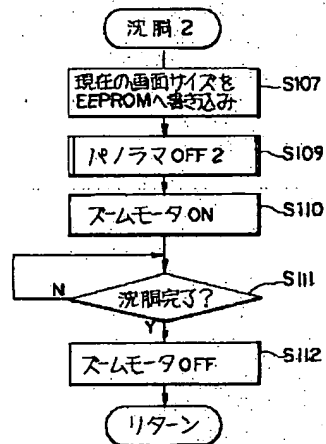 沈胴2
現在の画面サイズを
EEPROMへ書き込み
S107
パノラマOFF2
S109
ズームモータON
S110
沈胴完了?
S111
N
Y
ズームモータOFF
S112
リターン